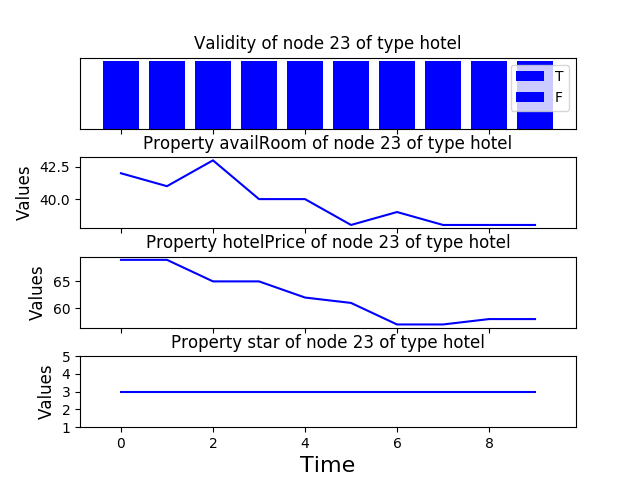 Validity of node 23 of type hotel
T
F
Property availRoom of node 23 of type hotel
42.5
40.0
Values
Property hotelPrice of node 23 of type hotel
65
60
Values
Property star of node 23 of type hotel
5
4
3
2
1
Values
0 2 4 6 8
Time